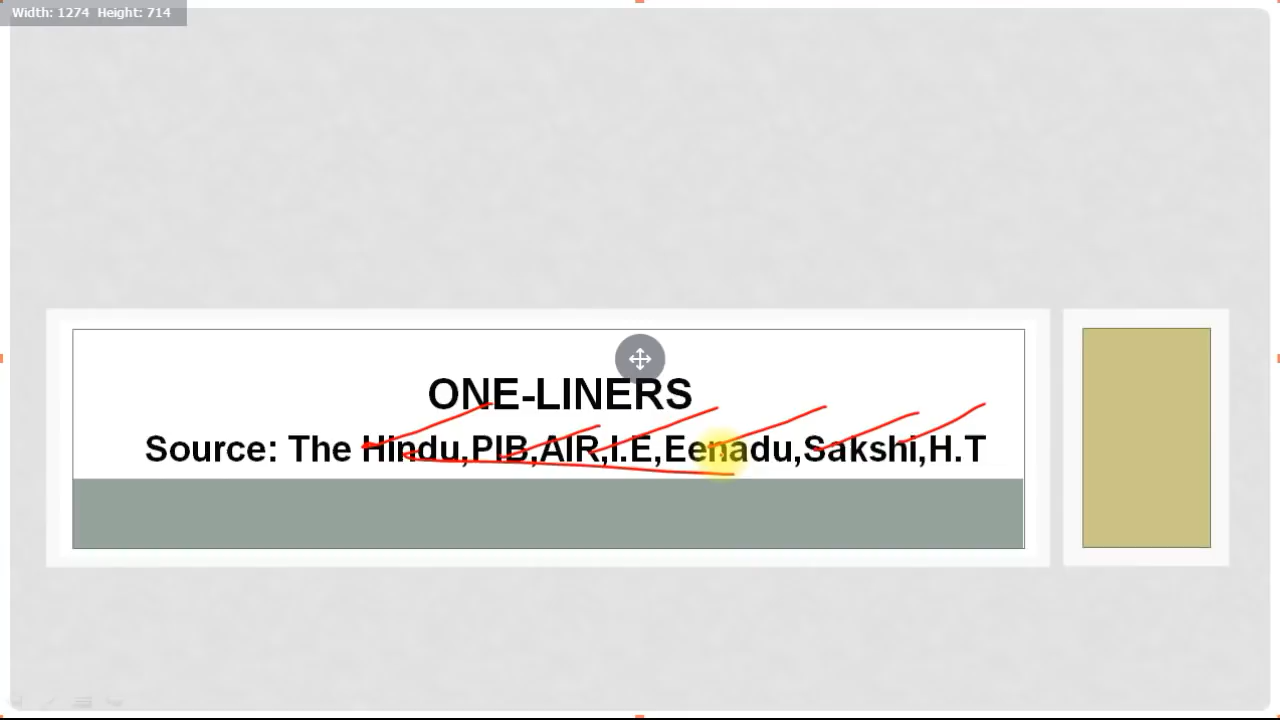 Width: 1274 Height: 714
ONE-LINERS
Source: The Hindu,PIB,AIR,I.E,Eenadu,Sakshi,H.T